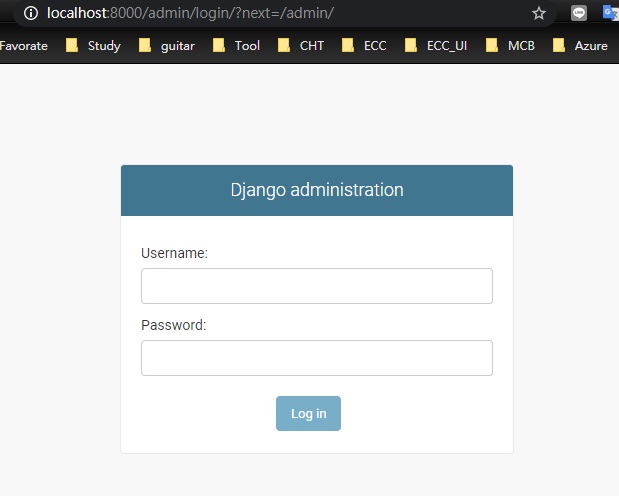 localhost:8000/admin/login/?next=/admin/
Favorate Study guitar Tool CHT ECC ECC_UI MCB Azure
Django administration
Username:
Password:
Log in